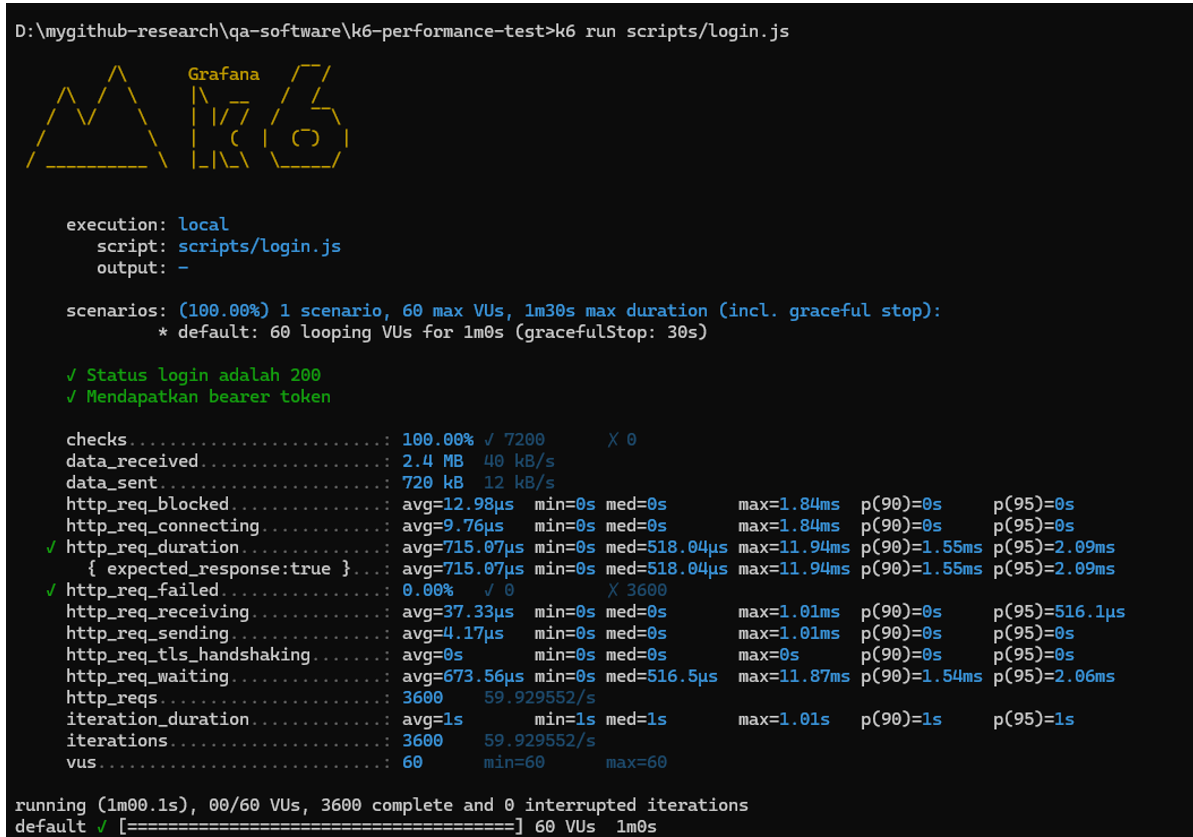 D:\mygithub-research\qa-software\k6-performance-test>k6 run scripts/login.js
Grafana
k6
execution: local
script: scripts/login.js
output: -
scenarios: (100.00%) 1 scenario, 60 max VUs, 1m30s max duration (incl. graceful stop):
* default: 60 looping VUs for 1m0s (gracefulStop: 30s)
✓ Status login adalah 200
✓ Mendapatkan bearer token
checks.........................: 100.00% ✓ 7200 ✗ 0
data_received..................: 2.4 MB 40 kB/s
data_sent......................: 720 kB 12 kB/s
http_req_blocked...............: avg=12.98µs min=0s med=0s max=1.84ms p(90)=0s p(95)=0s
http_req_connecting............: avg=9.76µs min=0s med=0s max=1.84ms p(90)=0s p(95)=0s
✓ http_req_duration..............: avg=715.07µs min=0s med=518.04µs max=11.94ms p(90)=1.55ms p(95)=2.09ms
{ expected_response:true }...: avg=715.07µs min=0s med=518.04µs max=11.94ms p(90)=1.55ms p(95)=2.09ms
✓ http_req_failed................: 0.00% ✓ 0 ✗ 3600
http_req_receiving.............: avg=37.33µs min=0s med=0s max=1.01ms p(90)=0s p(95)=516.1µs
http_req_sending...............: avg=4.17µs min=0s med=0s max=1.01ms p(90)=0s p(95)=0s
http_req_tls_handshaking.......: avg=0s min=0s med=0s max=0s p(90)=0s p(95)=0s
http_req_waiting...............: avg=673.56µs min=0s med=516.5µs max=11.87ms p(90)=1.54ms p(95)=2.06ms
http_reqs......................: 3600 59.929552/s
iteration_duration.............: avg=1s min=1s med=1s max=1.01s p(90)=1s p(95)=1s
iterations.....................: 3600 59.929552/s
vus............................: 60 min=60 max=60
running (1m00.1s), 00/60 VUs, 3600 complete and 0 interrupted iterations
default ✓ [======================================] 60 VUs 1m0s